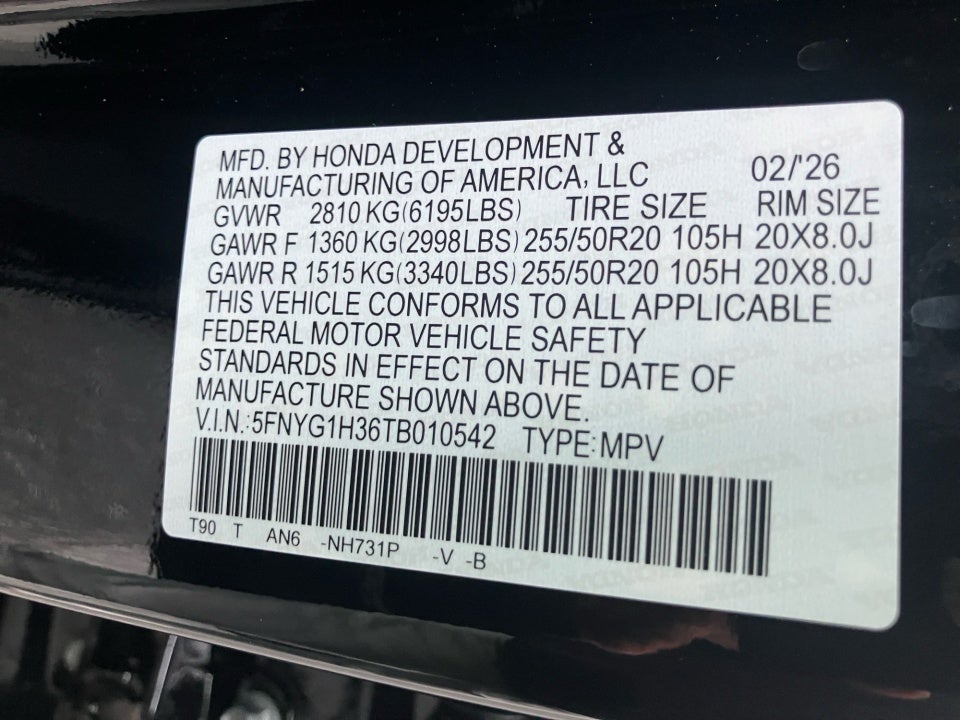 MFD. BY HONDA DEVELOPMENT &
MANUFACTURING OF AMERICA, LLC 02/'26
GVWR 2810 KG(6195LBS) TIRE SIZE RIM SIZE
GAWR F 1360 KG(2998LBS) 255/50R20 105H 20X8.0J
GAWR R 1515 KG(3340LBS) 255/50R20 105H 20X8.0J
THIS VEHICLE CONFORMS TO ALL APPLICABLE
FEDERAL MOTOR VEHICLE SAFETY
STANDARDS IN EFFECT ON THE DATE OF
MANUFACTURE SHOWN ABOVE.
V.I.N.:5FNYG1H36TB010542 TYPE:MPV
T90 T AN6 -NH731P -V -B